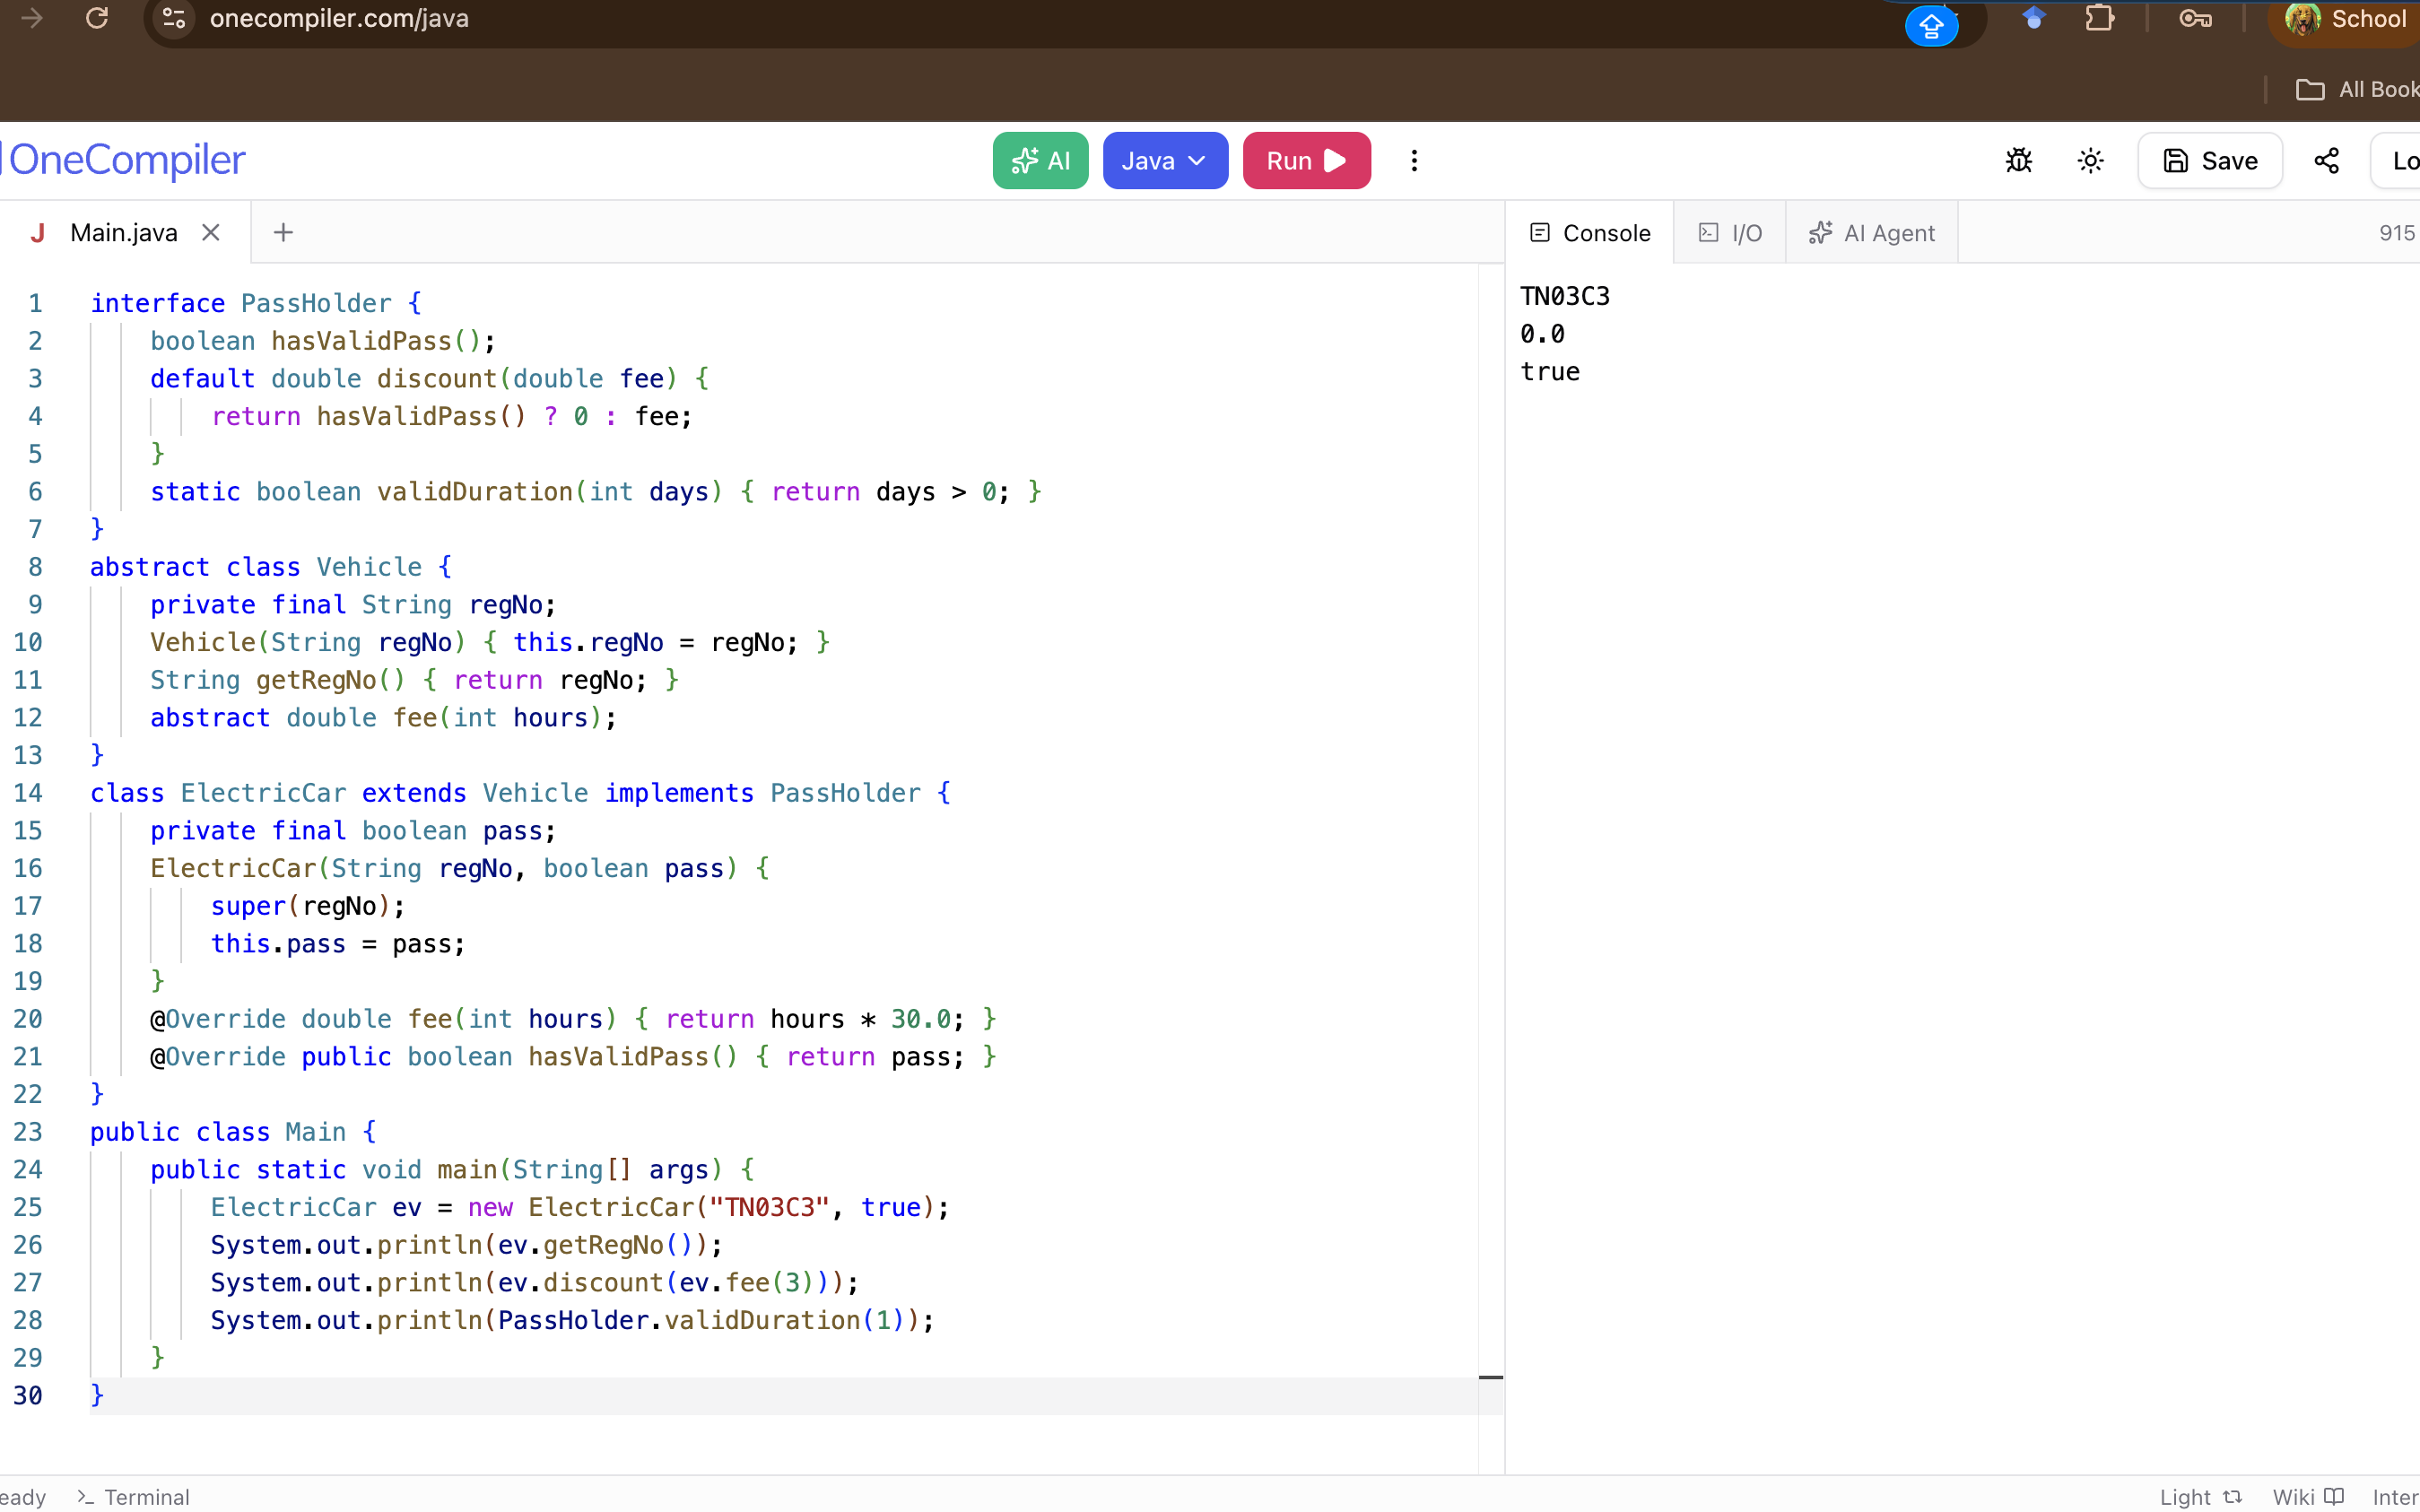 onecompiler.com/java
School
All Book
OneCompiler
AI
Java
Run
Save
Lo
J Main.java
Console
I/O
AI Agent
915
1 interface PassHolder {
2 boolean hasValidPass();
3 default double discount(double fee) {
4 return hasValidPass() ? 0 : fee;
5 }
6 static boolean validDuration(int days) { return days > 0; }
7 }
8 abstract class Vehicle {
9 private final String regNo;
10 Vehicle(String regNo) { this.regNo = regNo; }
11 String getRegNo() { return regNo; }
12 abstract double fee(int hours);
13 }
14 class ElectricCar extends Vehicle implements PassHolder {
15 private final boolean pass;
16 ElectricCar(String regNo, boolean pass) {
17 super(regNo);
18 this.pass = pass;
19 }
20 @Override double fee(int hours) { return hours * 30.0; }
21 @Override public boolean hasValidPass() { return pass; }
22 }
23 public class Main {
24 public static void main(String[] args) {
25 ElectricCar ev = new ElectricCar("TN03C3", true);
26 System.out.println(ev.getRegNo());
27 System.out.println(ev.discount(ev.fee(3)));
28 System.out.println(PassHolder.validDuration(1));
29 }
30 }
TN03C3
0.0
true
eady
Terminal
Light
Wiki
Inter